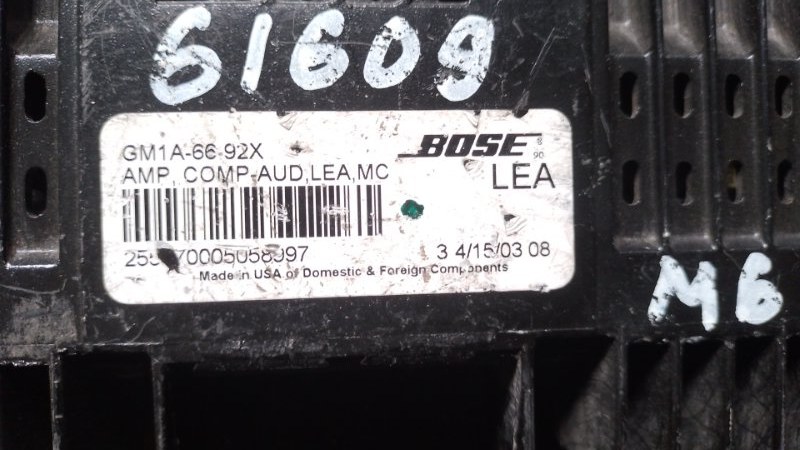 61609
GM1A-66-92X
BOSE
AMP, COMP-AUD,LEA,MC
LEA
3 4/15/03 08
Made in USA of Domestic & Foreign Components
M6